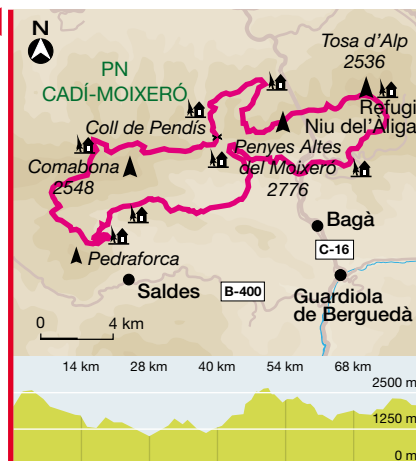 N
Tosa d'Alp
2536
PN
CADÍ-MOIXERÓ
Refugi
Niu del'Àliga
Coll de Pendís
Penyes Altes
del Moixeró
2776
Comabona
2548
Bagà
C-16
Pedraforca
Saldes
B-400
Guardiola
de Berguedà
0 4 km
14 km 28 km 40 km 54 km 68 km
2500 m
1250 m
0 m